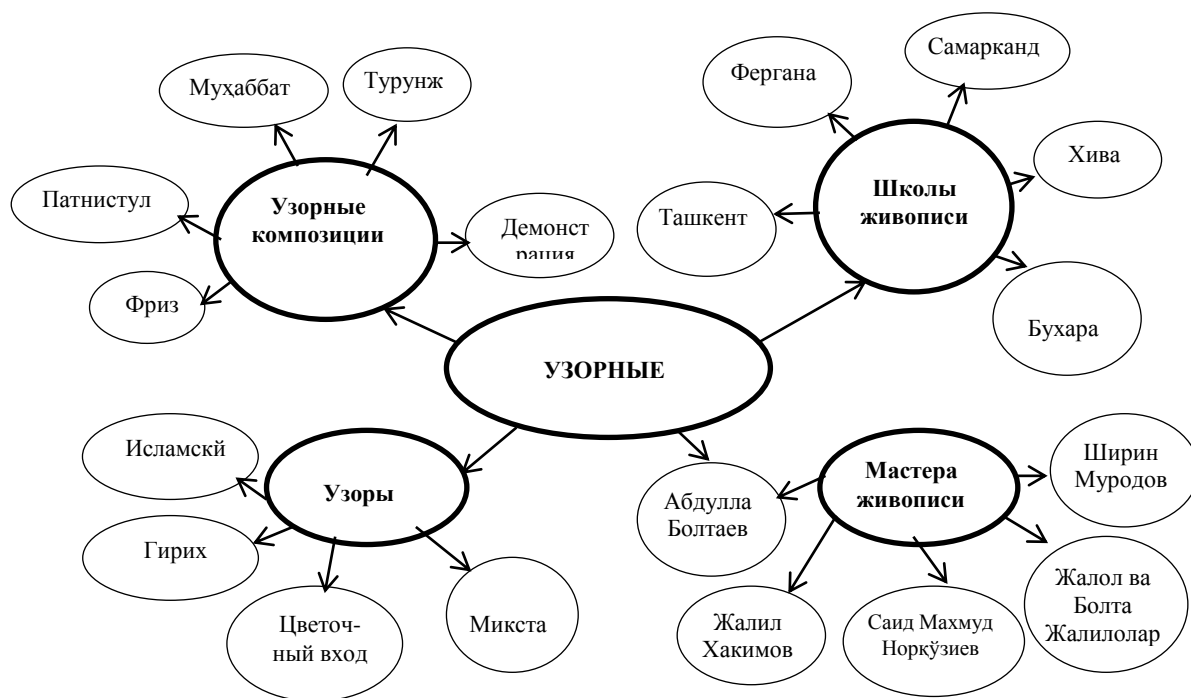 Муҳаббат
Турунж
Патнистул
Узорные
композиции
Демонст
рация
Фриз
Фергана
Самарканд
Хива
Школы
живописи
Ташкент
Бухара
УЗОРНЫЕ
Исламскй
Узоры
Гирих
Цветоч-
ный вход
Микста
Абдулла
Болтаев
Мастера
живописи
Ширин
Муродов
Жалил
Хакимов
Саид Махмуд
Норқўзиев
Жалол ва
Болта
Жалилолар